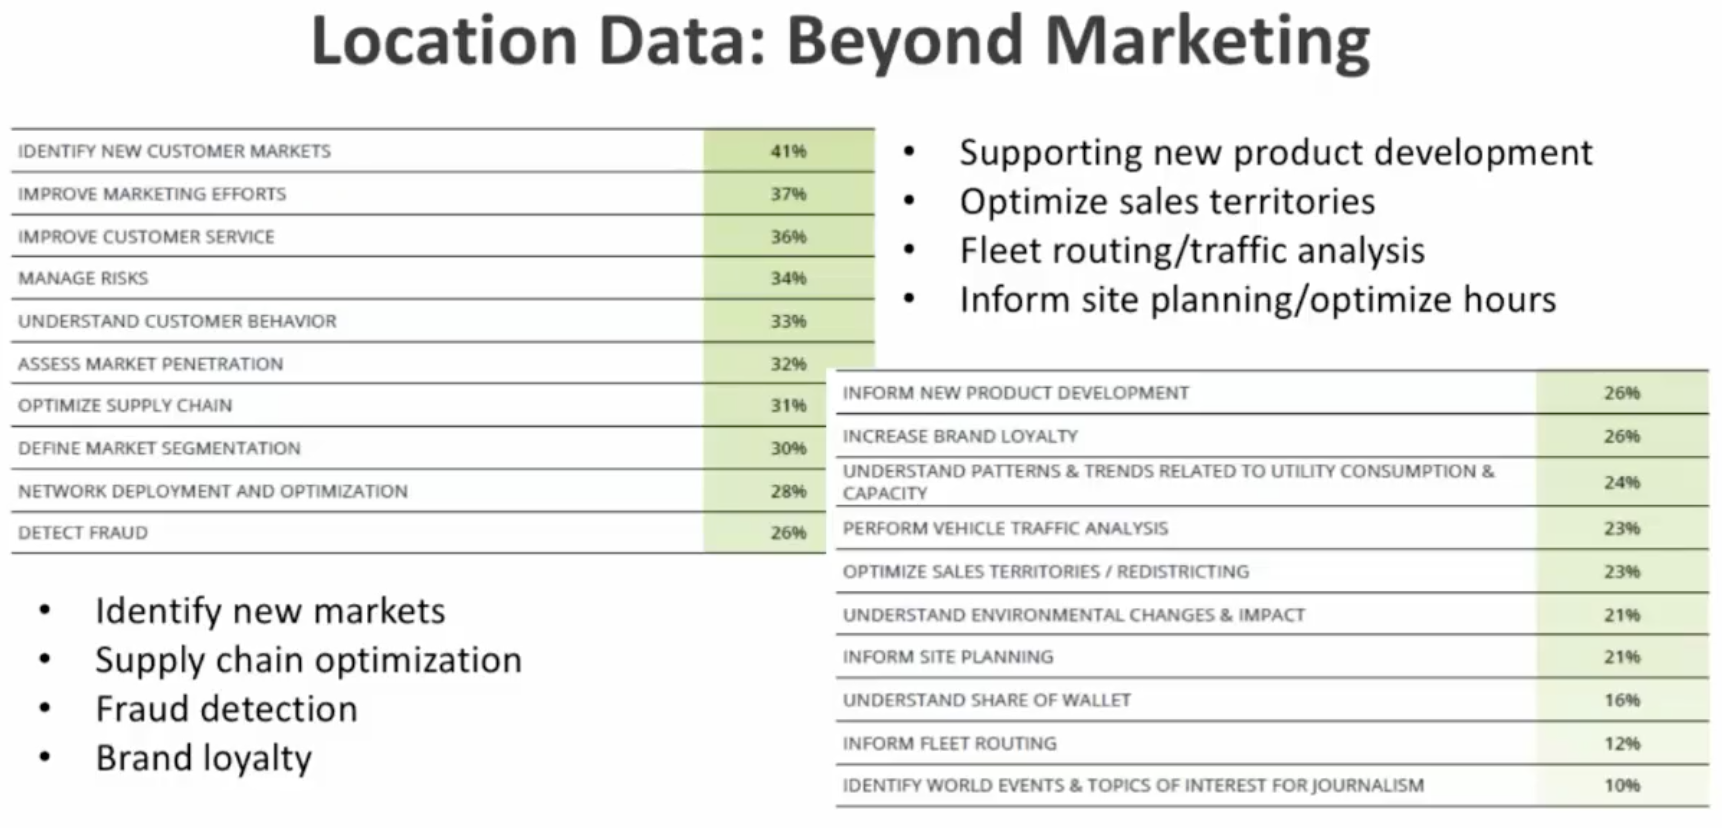 Location Data: Beyond Marketing
IDENTIFY NEW CUSTOMER MARKETS 41%
IMPROVE MARKETING EFFORTS 37%
IMPROVE CUSTOMER SERVICE 36%
MANAGE RISKS 34%
UNDERSTAND CUSTOMER BEHAVIOR 33%
ASSESS MARKET PENETRATION 32%
OPTIMIZE SUPPLY CHAIN 31%
DEFINE MARKET SEGMENTATION 30%
NETWORK DEPLOYMENT AND OPTIMIZATION 28%
DETECT FRAUD 26%
• Supporting new product development
• Optimize sales territories
• Fleet routing/traffic analysis
• Inform site planning/optimize hours
INFORM NEW PRODUCT DEVELOPMENT 26%
INCREASE BRAND LOYALTY 26%
UNDERSTAND PATTERNS & TRENDS RELATED TO UTILITY CONSUMPTION &
CAPACITY 24%
PERFORM VEHICLE TRAFFIC ANALYSIS 23%
OPTIMIZE SALES TERRITORIES / REDISTRICTING 23%
UNDERSTAND ENVIRONMENTAL CHANGES & IMPACT 21%
INFORM SITE PLANNING 21%
UNDERSTAND SHARE OF WALLET 16%
INFORM FLEET ROUTING 12%
IDENTIFY WORLD EVENTS & TOPICS OF INTEREST FOR JOURNALISM 10%
• Identify new markets
• Supply chain optimization
• Fraud detection
• Brand loyalty